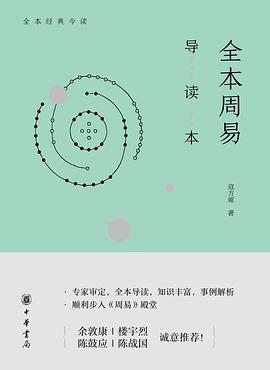 全本经典今读
全本周易
导读本
寇方墀 著
· 专家审定，全本导读，知识丰富，事例解析
· 顺利步入《周易》殿堂
余敦康｜楼宇烈
陈鼓应｜陈战国
诚意推荐！
中華書局